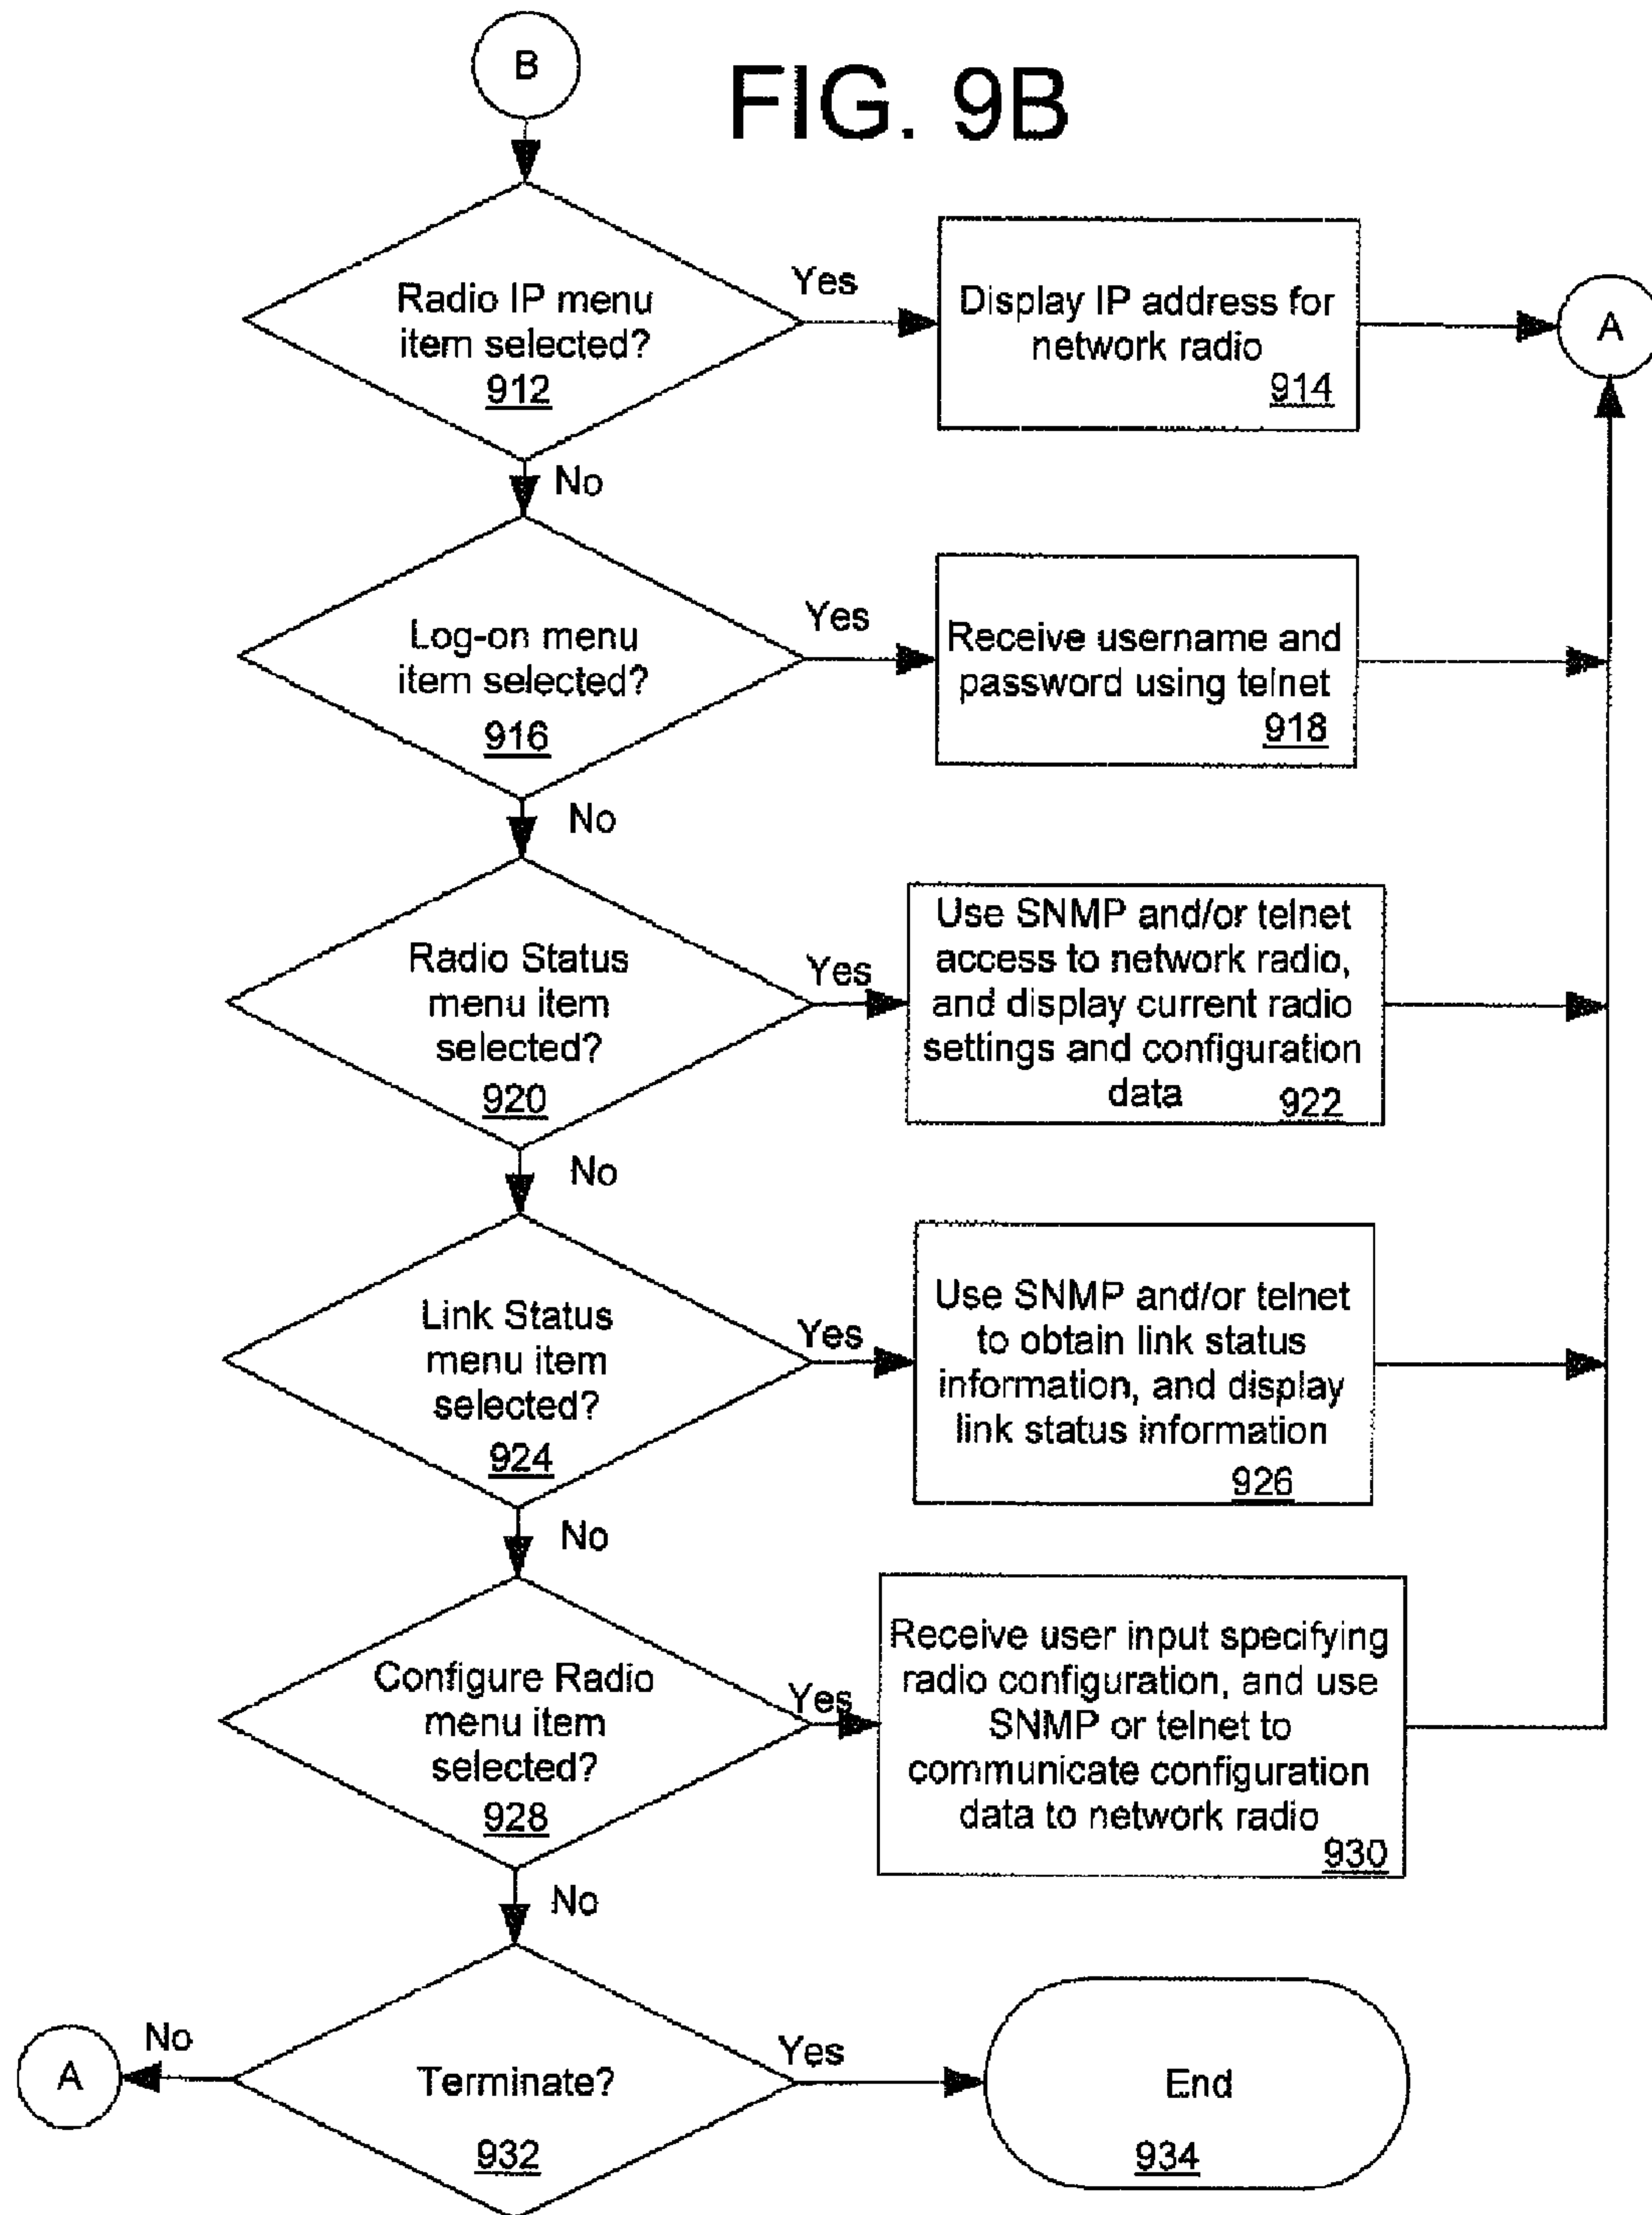 B
FIG. 9B
Radio IP menu
item selected?
912
Yes
Display IP address for
network radio
914
A
No
Log-on menu
item selected?
916
Yes
Receive username and
password using telnet
918
No
Radio Status
menu item
selected?
920
Yes
Use SNMP and/or telnet
access to network radio,
and display current radio
settings and configuration
data
922
No
Link Status
menu item
selected?
924
Yes
Use SNMP and/or telnet
to obtain link status
information, and display
link status information
926
No
Configure Radio
menu item
selected?
928
Yes
Receive user input specifying
radio configuration, and use
SNMP or telnet to
communicate configuration
data to network radio
930
No
A
No
Terminate?
932
Yes
End
934